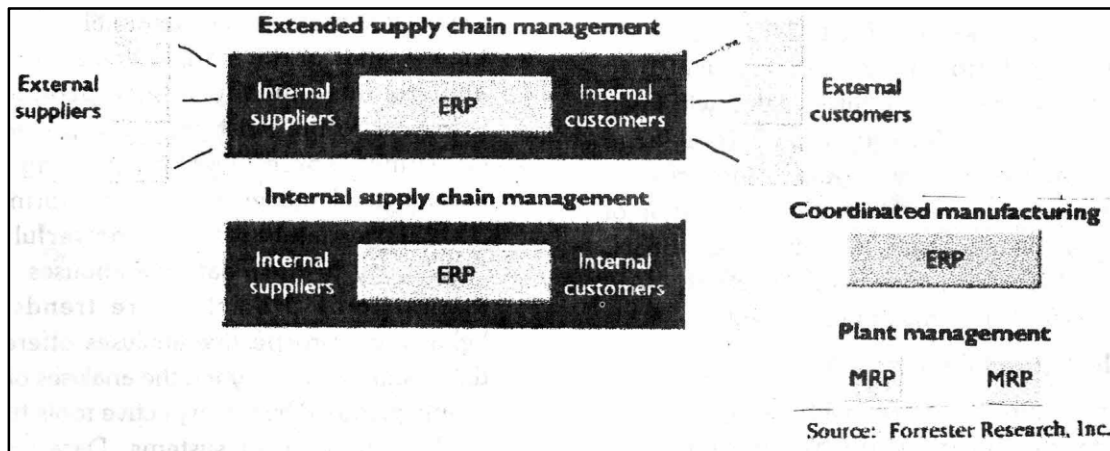 Extended supply chain management
External
suppliers
Internal
suppliers
ERP
Internal
customers
External
customers
Internal supply chain management
Internal
suppliers
ERP
Internal
customers
Coordinated manufacturing
ERP
Plant management
MRP MRP
Source: Forrester Research, Inc.